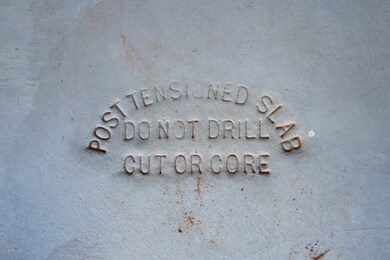 POST TENSIONED SLAB
DO NOT DRILL
CUT OR CORE